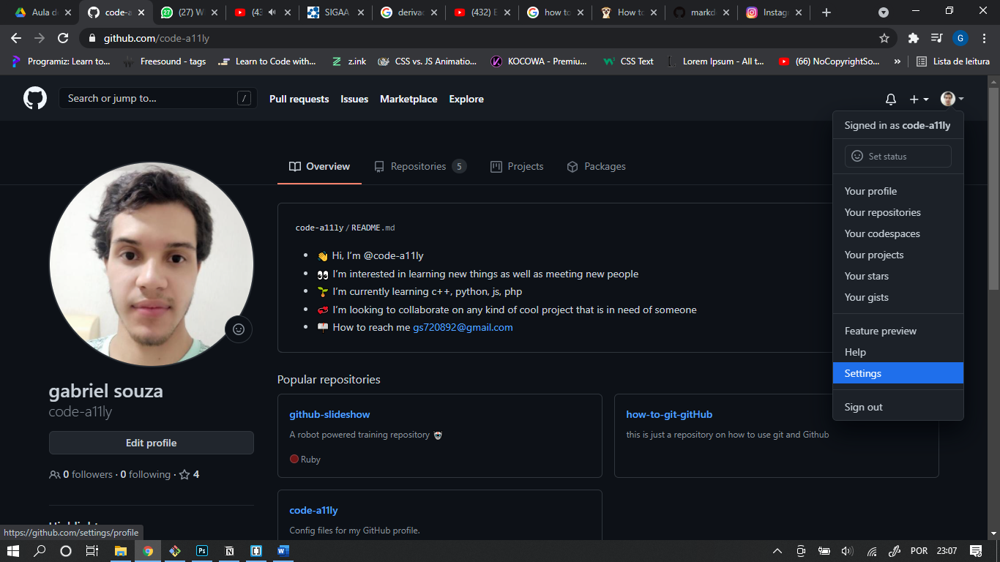 Aula d
code-a
(27) W
(43
SIGAA
deriva
(432) E
how to
How to
markd
Instag
github.com/code-a11ly
G
Programiz: Learn to...
Freesound - tags
Learn to Code with...
z.ink
CSS vs. JS Animatio...
KOCOWA - Premiu...
CSS Text
Lorem Ipsum - All t...
(66) NoCopyrightSo...
»
Lista de leitura
Search or jump to...
/
Pull requests
Issues
Marketplace
Explore
Signed in as code-a11ly
Set status
Your profile
Your repositories
Your codespaces
Your projects
Your stars
Your gists
Feature preview
Help
Settings
Sign out
Overview
Repositories 5
Projects
Packages
code-a11ly/README.md
👋 Hi, I'm @code-a11ly
👀 I'm interested in learning new things as well as meeting new people
🌱 I'm currently learning c++, python, js, php
💞️ I'm looking to collaborate on any kind of cool project that is in need of someone
📫 How to reach me gs720892@gmail.com
gabriel souza
code-a11ly
Edit profile
0 followers · 0 following · 4
Popular repositories
github-slideshow
A robot powered training repository
Ruby
how-to-git-gitHub
this is just a repository on how to use git and Github
code-a11ly
Config files for my GitHub profile.
https://github.com/settings/profile
POR
23:07